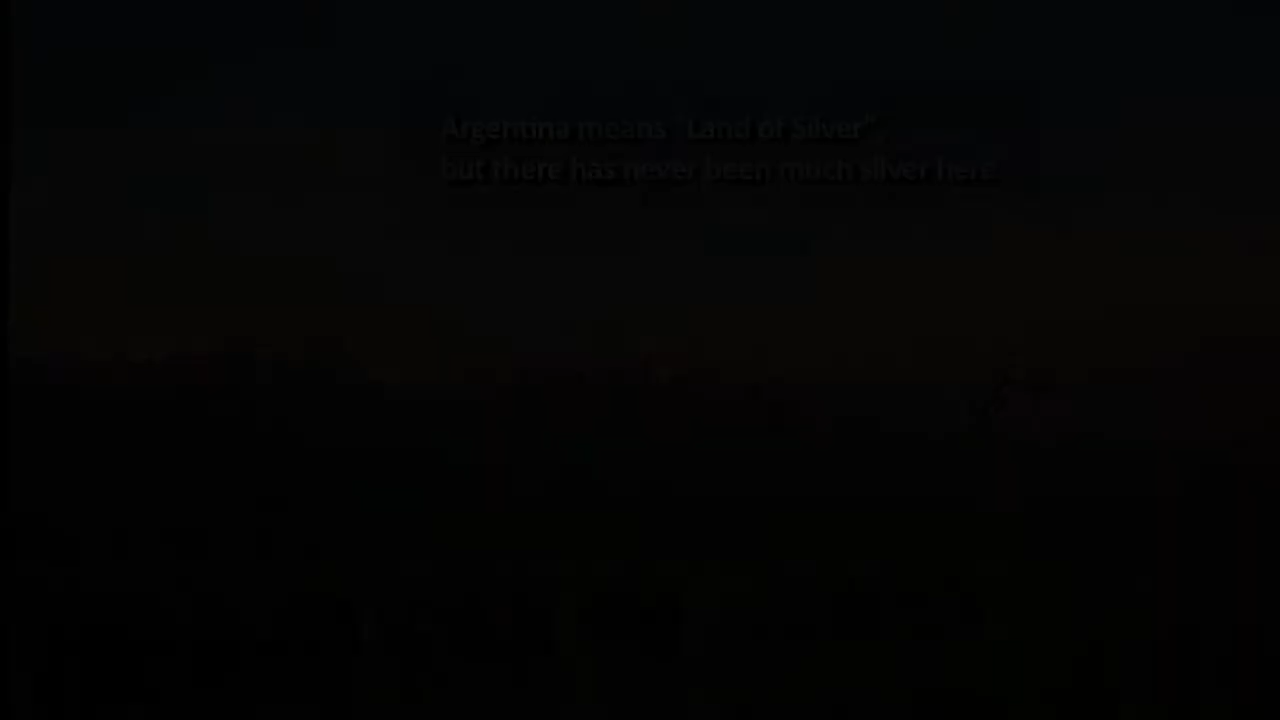 Argentina means "Land of Silver",
but there has never been much silver here.